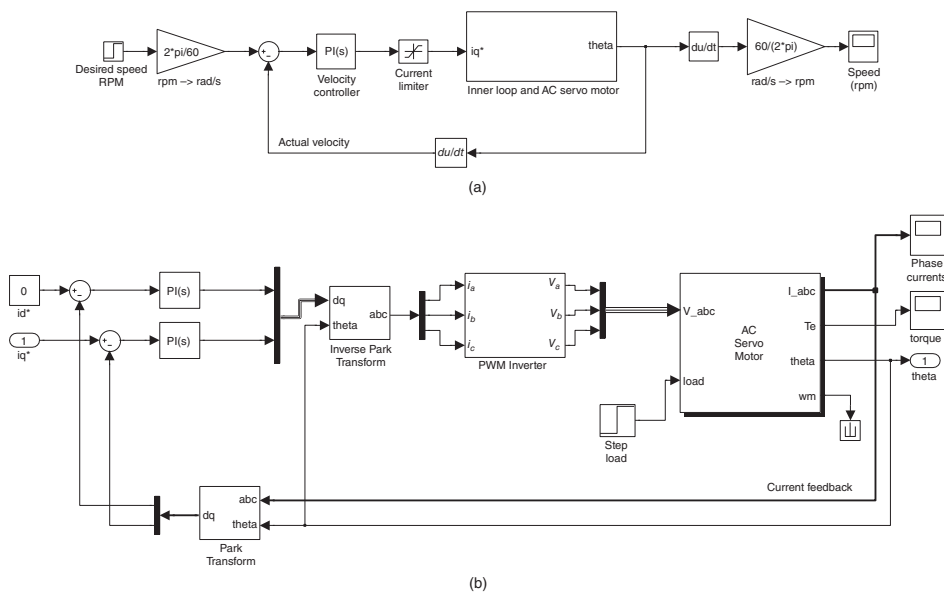 Desired speed
RPM
2*pi/60
rpm –> rad/s
+
−
PI(s)
Velocity
controller
Current
limiter
iq*
theta
Inner loop and AC servo motor
du/dt
60/(2*pi)
rad/s –> rpm
Speed
(rpm)
Actual velocity
du/dt
(a)
0
id*
+
−
PI(s)
1
iq*
+
−
PI(s)
dq
theta
abc
Inverse Park
Transform
ia
ib
ic
Va
Vb
Vc
PWM Inverter
V_abc
load
AC
Servo
Motor
I_abc
Te
theta
wm
Phase
currents
torque
1
theta
Step
load
Current feedback
abc
dq
theta
Park
Transform
(b)